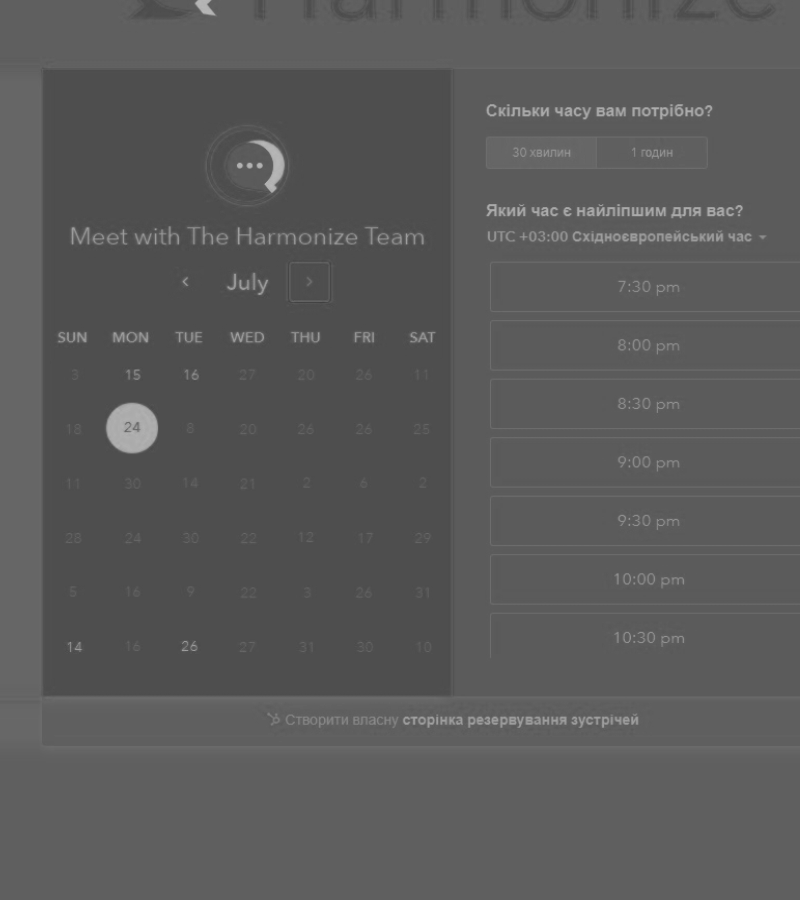 Harmonize
Meet with The Harmonize Team
July
SUN MON TUE WED THU FRI SAT
3 15 16 27 20 26 11
18 24 8 20 26 26 25
11 30 14 21 2 6 2
28 24 30 22 12 17 29
5 16 9 22 3 26 31
14 16 26 27 31 30 10
Скільки часу вам потрібно?
30 хвилин 1 годин
Який час є найліпшим для вас?
UTC +03:00 Східноєвропейський час
7:30 pm
8:00 pm
8:30 pm
9:00 pm
9:30 pm
10:00 pm
10:30 pm
Створити власну сторінка резервування зустрічей